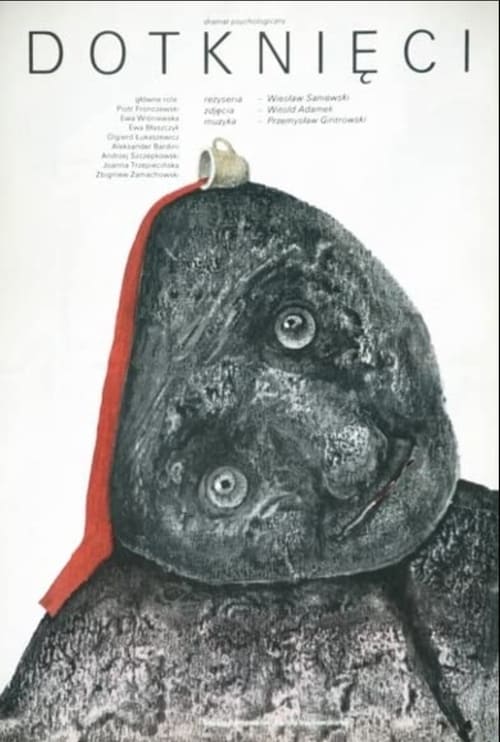 dramat psychologiczny
DOTKNIĘCI
główne role:
Piotr Fronczewski
Ewa Wiśniewska
Ewa Błaszczyk
Olgierd Łukaszewicz
Aleksander Bardini
Andrzej Szczepkowski
Joanna Trzepiecińska
Zbigniew Zamachowski
reżyseria - Wiesław Saniewski
zdjęcia - Witold Adamek
muzyka - Przemysław Gintrowski